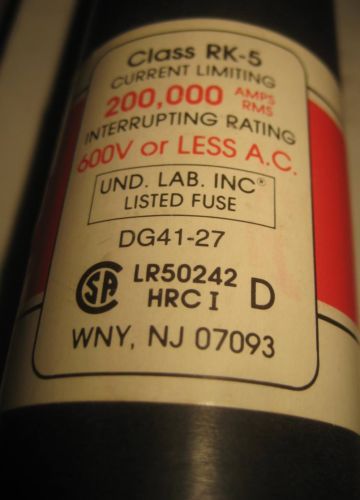 Class RK-5
CURRENT LIMITING
200,000 AMPS RMS
INTERRUPTING RATING
600V or LESS A.C.
UND. LAB. INC®
LISTED FUSE
DG41-27
SA LR50242 D
HRC I
WNY, NJ 07093